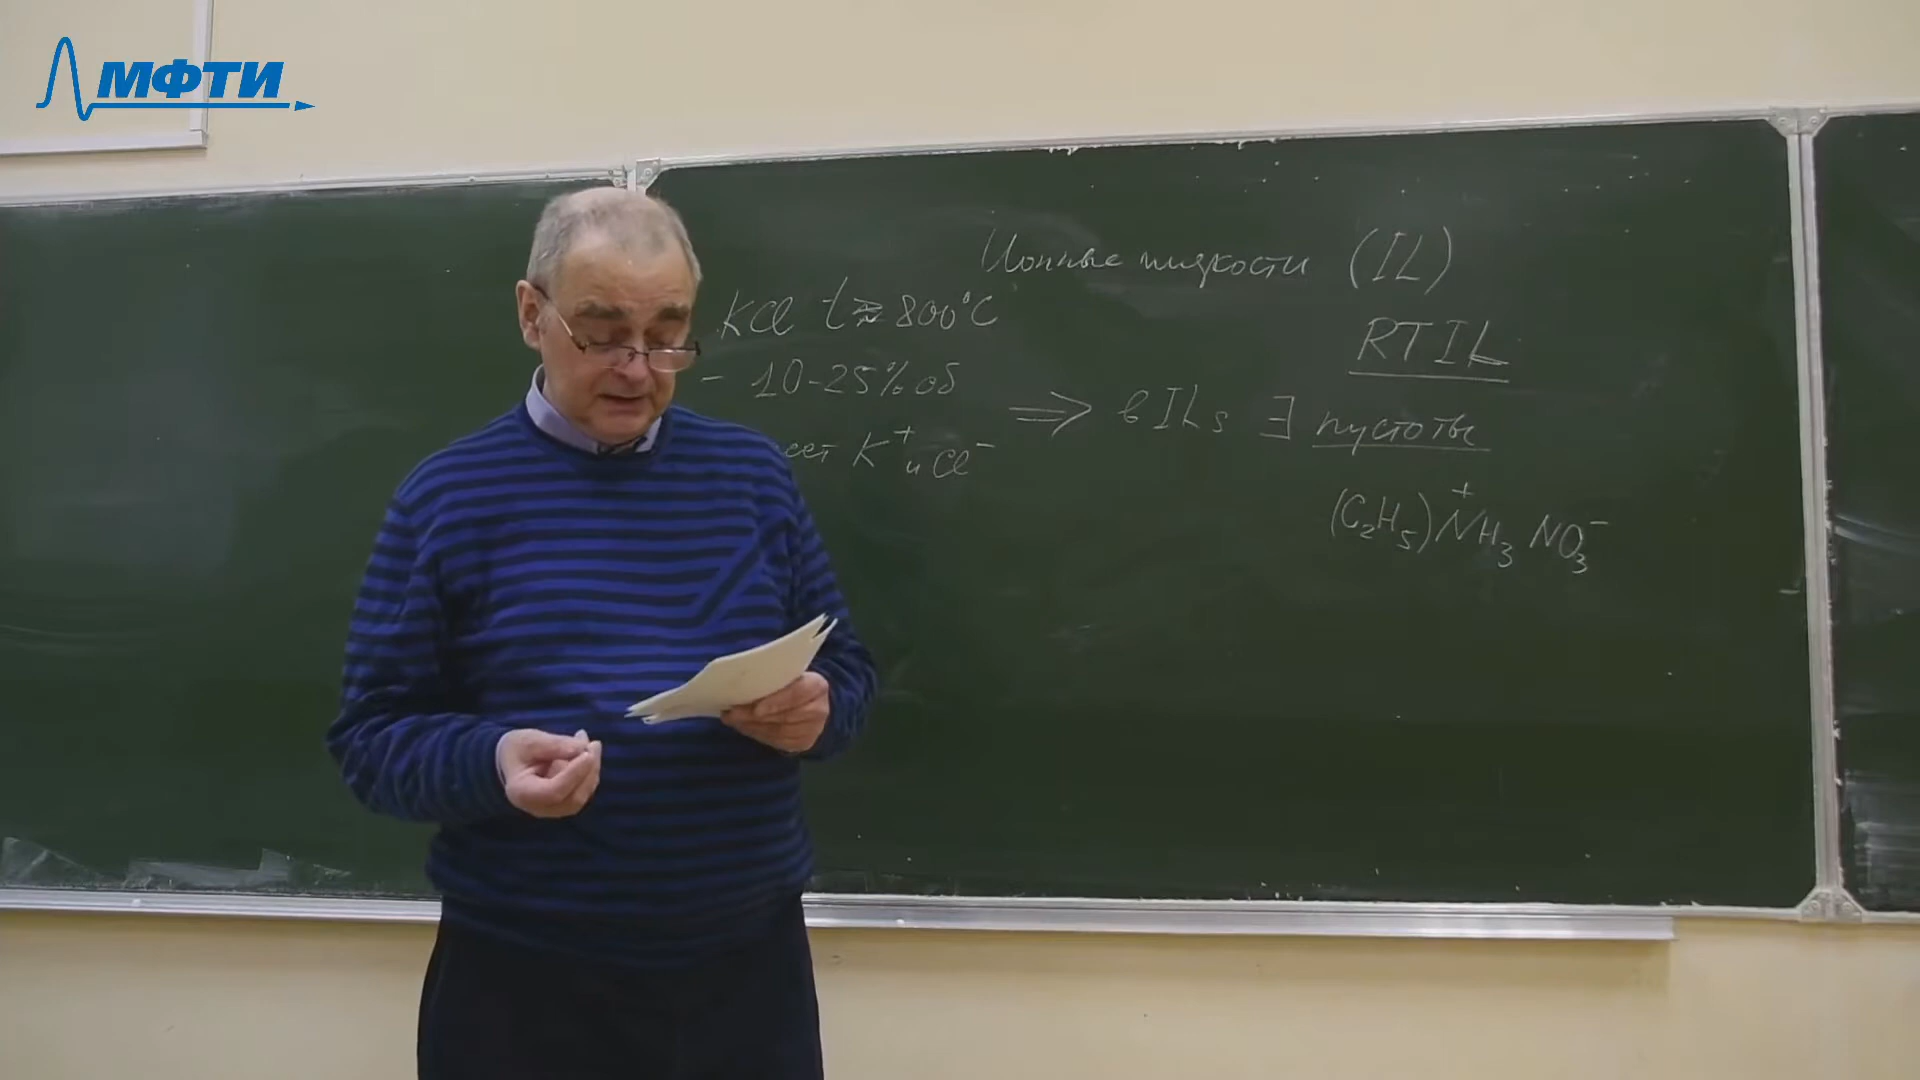 МФТИ
Ионные жидкости (IL)
KCl t≈800°C
RTIL
- 10-25% об
⇒ в ILs ∃ пустоты
K⁺ и Cl⁻
(C₂H₅)N⁺H₃ NO₃⁻